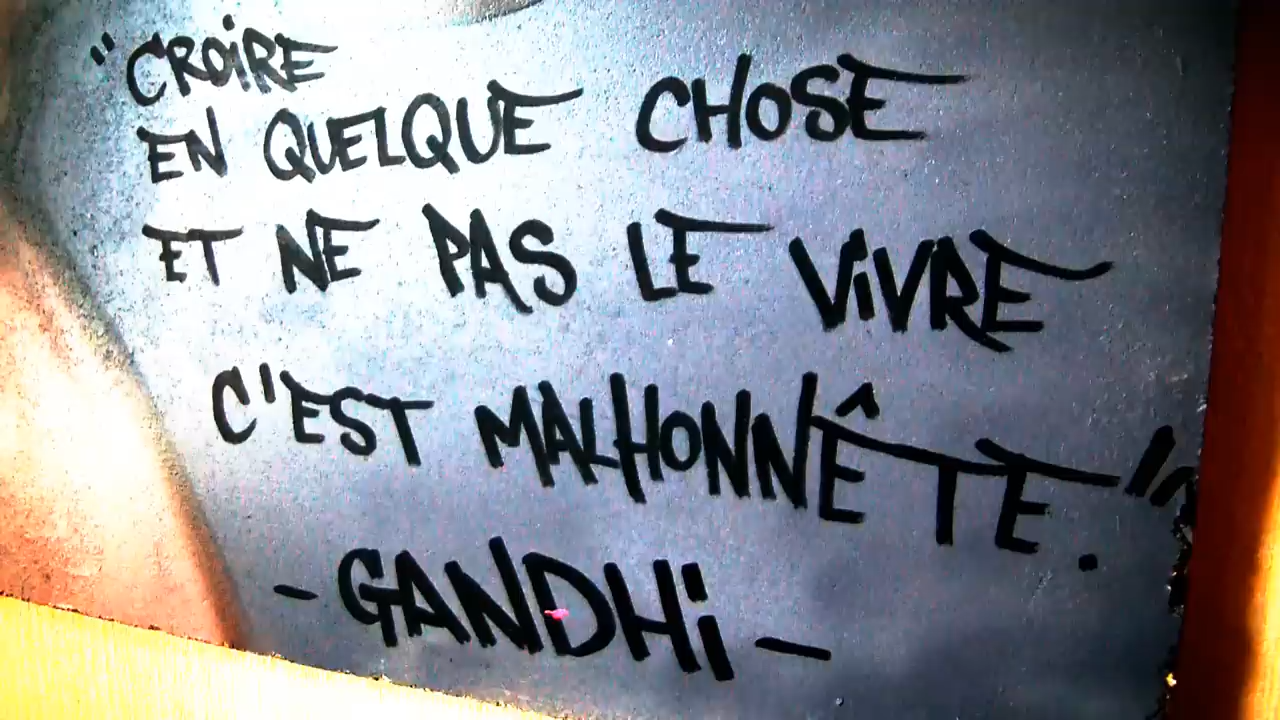 "CROIRE
EN QUELQUE CHOSE
ET NE PAS LE VIVRE
C'EST MALHONNÊTE."
- GANDHI -